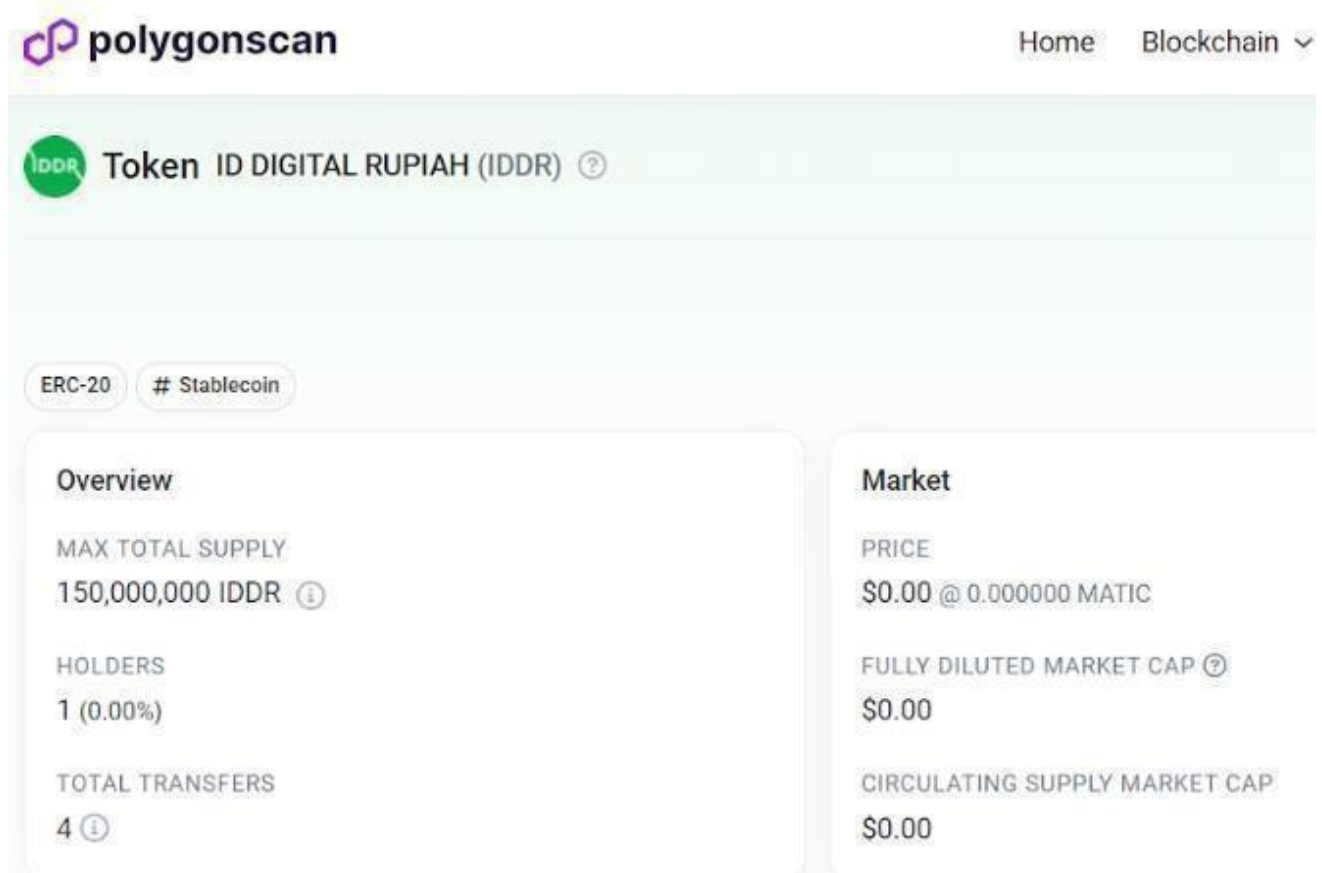 polygonscan
Home Blockchain
IDDR Token ID DIGITAL RUPIAH (IDDR)
ERC-20 # Stablecoin
Overview
MAX TOTAL SUPPLY
150,000,000 IDDR
HOLDERS
1 (0.00%)
TOTAL TRANSFERS
4
Market
PRICE
$0.00 @ 0.000000 MATIC
FULLY DILUTED MARKET CAP
$0.00
CIRCULATING SUPPLY MARKET CAP
$0.00